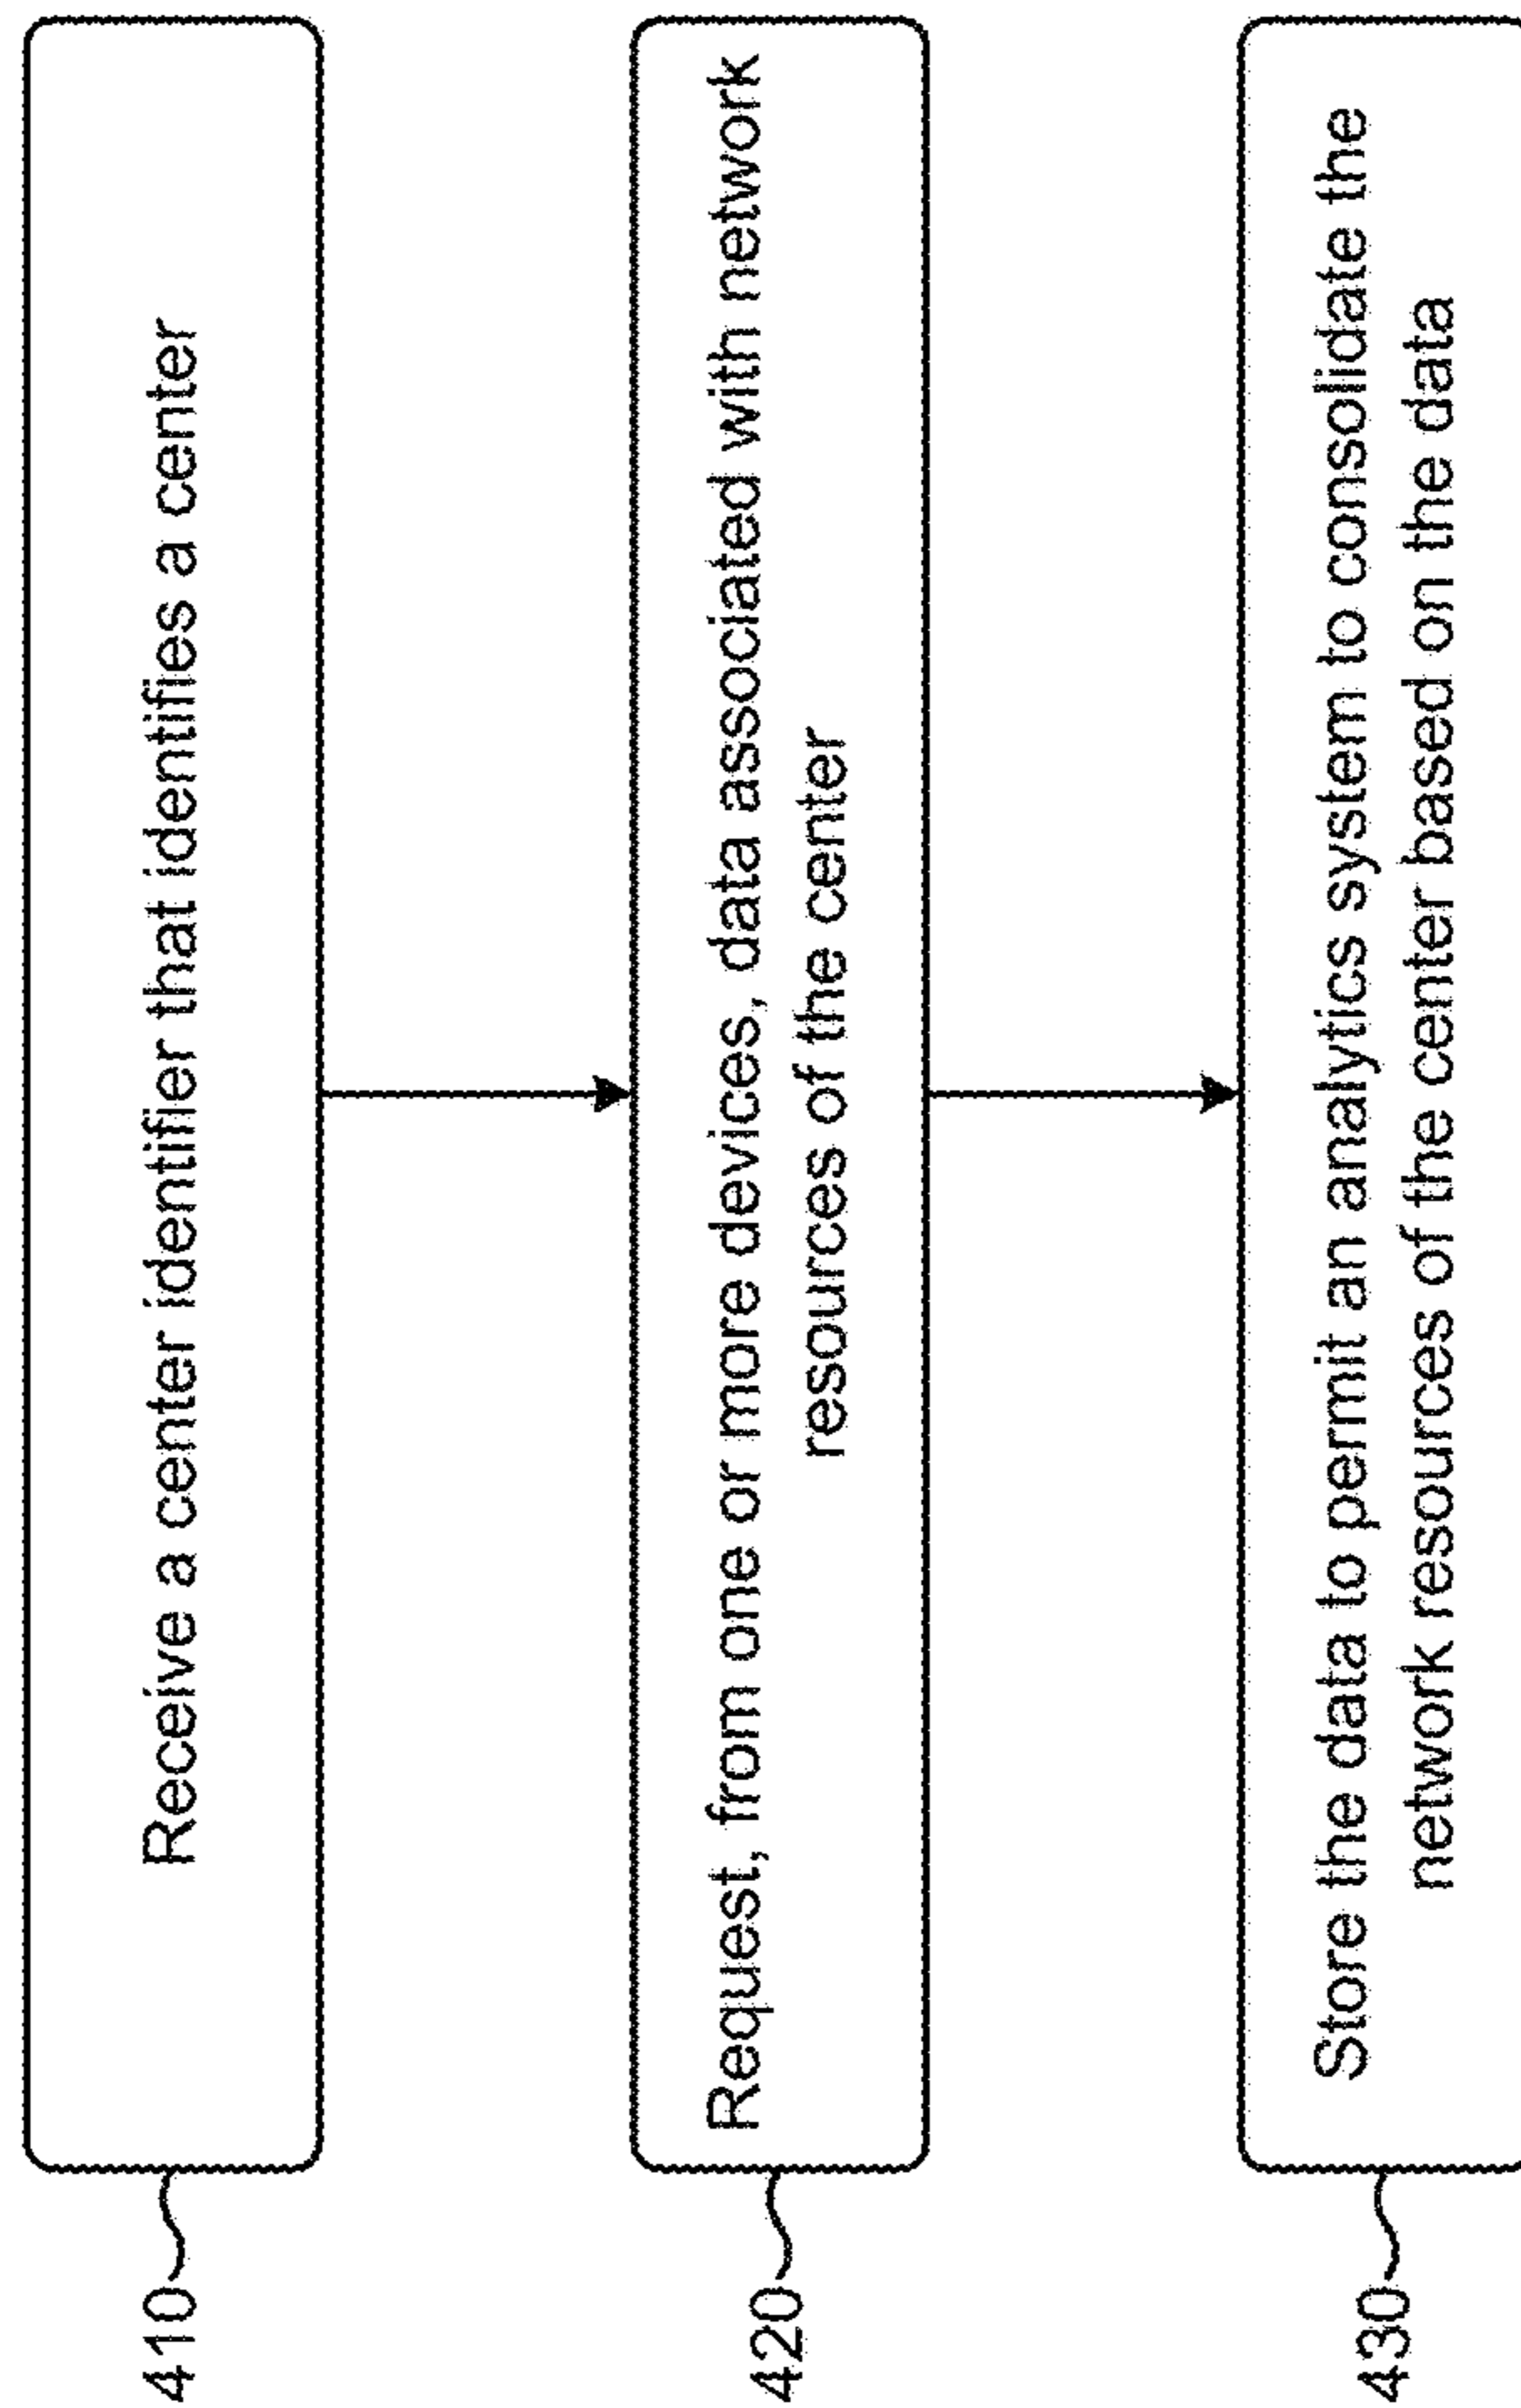 410
Receive a center identifier that identifies a center
420
Request, from one or more devices, data associated with network
resources of the center
430
Store the data to permit an analytics system to consolidate the
network resources of the center based on the data